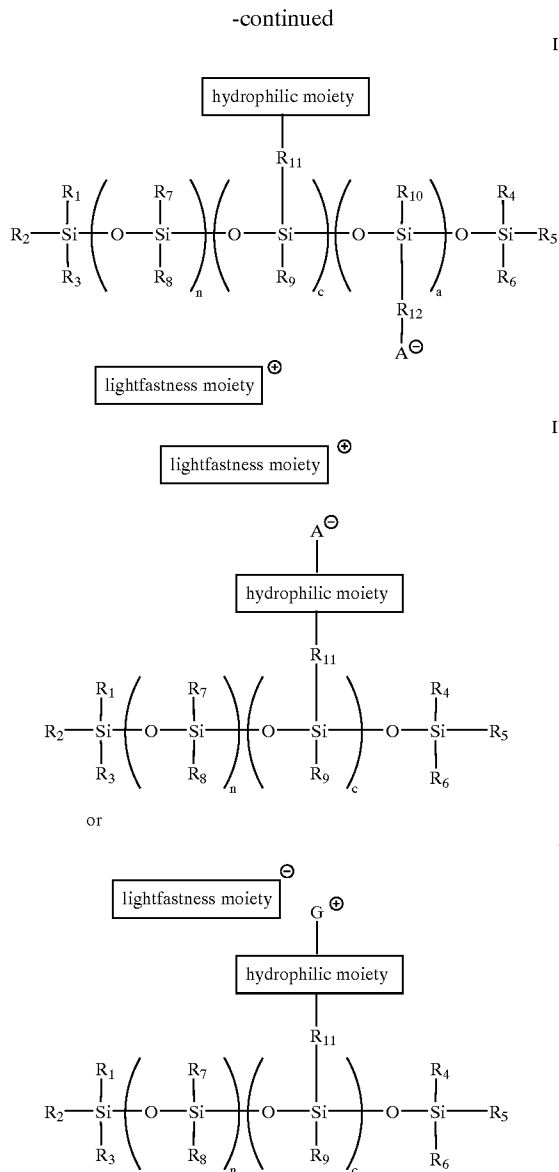 -continued
I
hydrophilic moiety
R11
R1 R7 R10 R4
R2 Si O Si O Si O Si O Si R5
R3 R8 n R9 c a R6
R12
A⊖
lightfastness moiety ⊕
I
lightfastness moiety ⊕
A⊖
hydrophilic moiety
R11
R1 R7 R4
R2 Si O Si O Si O Si R5
R3 R8 n R9 c R6
or
lightfastness moiety ⊖
G⊕
hydrophilic moiety
R11
R1 R7 R4
R2 Si O Si O Si O Si R5
R3 R8 n R9 c R6